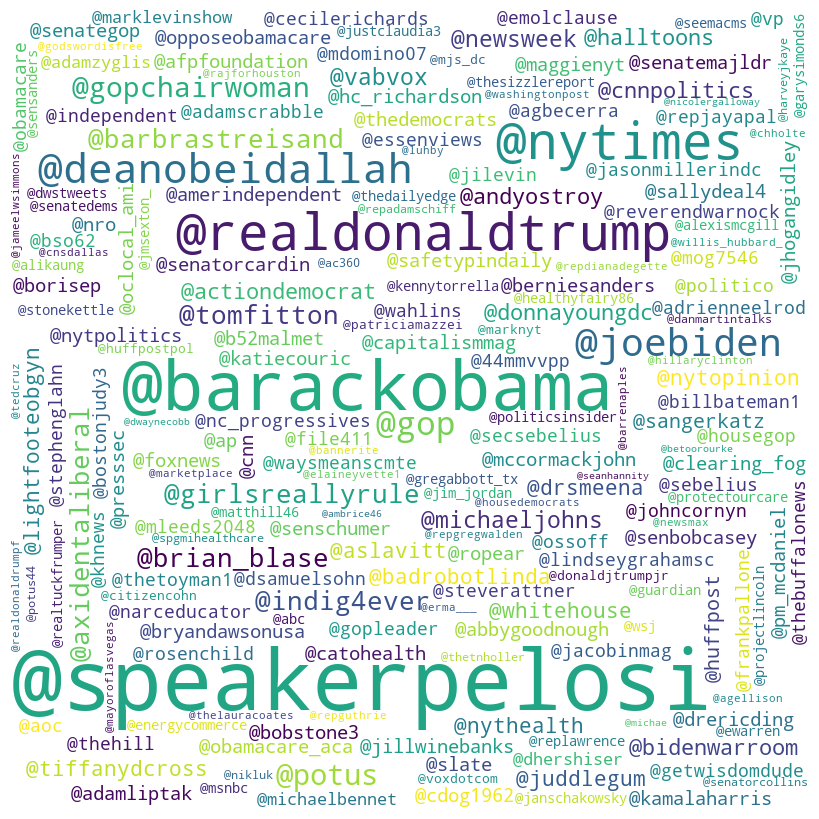 @marklevinshow @cecilerichards @emolclause @seemacms @vp
@senategop @opposeobamacare @justclaudia3
@godswordisfree @mdomino07 @newsweek @halltoons
@adamzyglis @afpfoundation @mjs_dc @maggienyt @senatemajldr
@rajforhouston @vabvox @thesizzlereport
@gopchairwoman @hc_richardson @washingtonpost @cnnpolitics
@independent @adamscrabble @thedemocrats @agbecerra @nicolergalloway
@barbrastreisand @essenviews @nytimes @repjayapal @chholte
@luhby @jilevin @jasonmillerindc
@deanobeidallah @sallydeal4
@dwstweets @amerindependent @thedailyedge @andyostroy @reverendwarnock
@senatedems @repadamschiff
@nro @realdonaldtrump @alexismcgill
@bso62 @willis_hubbard_
@cnsdallas @senatorcardin @ac360 @safetypindaily @repdianadegette @mog7546
@alikaung @kennytorrella @berniesanders @politico
@borisep @actiondemocrat @healthyfairy86 @adrienneelrod
@stonekettle @tomfitton @wahlins @donnayoungdc @danmartintalks
@patriciamazzei @marknyt
@nytpolitics @b52malmet @capitalismmag @joebiden
@huffpostpol @katiecouric @44mmvvpp @hillaryclinton
@barackobama @nytopinion
@billbateman1
@dwaynecobb @nc_progressives @gop @politicsinsider @sangerkatz
@ap @file411 @secsebelius @housegop
@foxnews @bannerite @elaineyvettel @mccormackjohn @betoorourke
@marketplace @waysmeanscmte @gregabbott_tx @seanhannity @clearing_fog
@matthill46 @jim_jordan @drsmeena @sebelius @protectourcare
@girlsreallyrule @housedemocrats @johncornyn
@mleeds2048 @ambrice46 @senschumer @repgregwalden @michaeljohns @ossoff @senbobcasey @newsmax
@spgmihealthcare
@brian_blase @aslavitt @ropear @lindseygrahamsc
@thetoyman1 @dsamuelsohn @badrobotlinda @steverattner @donaldjtrumpjr
@citizencohn @indig4ever @erma___ @whitehouse @guardian
@narceducator @abc @gopleader @abbygoodnough @wsj
@bryandawsonusa @catohealth @thetnholler @jacobinmag
@rosenchild
@speakerpelosi
@agellison
@aoc @energycommerce @thelauracoates @repguthrie @nythealth @michae @drericding
@bobstone3 @replawrence @ewarren
@thehill @obamacare_aca @jillwinebanks @slate @bidenwarroom
@tiffanydcross @nikluk @potus @voxdotcom @dhershiser @juddlegum @getwisdomdude
@msnbc @senatorcollins
@adamliptak @michaelbennet @cdog1962 @janschakowsky @kamalaharris
@obamacare
@sensanders
@jameelwsimmons
@oclocal_ami
@jmsexton_
@harveyjkaye
@garysimonds6
@jhogangidley
@tedcruz
@lightfooteobgyn
@stephenglahn
@axidentaliberal
@bostonjudy3
@khnews
@presssec
@realdonaldrumpf
@potus44
@realtuckfrumper
@mayoroflasvegas
@barrenaples
@huffpost
@frankpallone
@projectlincoln
@pm_mcdaniel
@thebuffalonews
@cnn